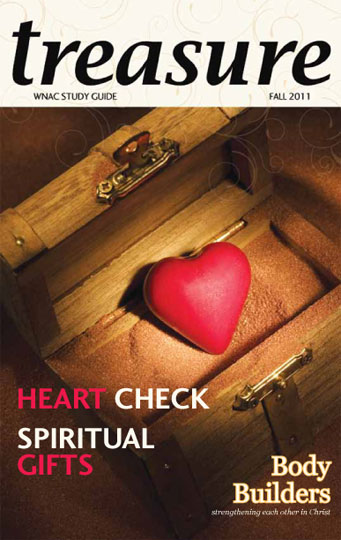 treasure
WNAC STUDY GUIDE FALL 2011
HEART CHECK
SPIRITUAL
GIFTS
Body
Builders
strengthening each other in Christ